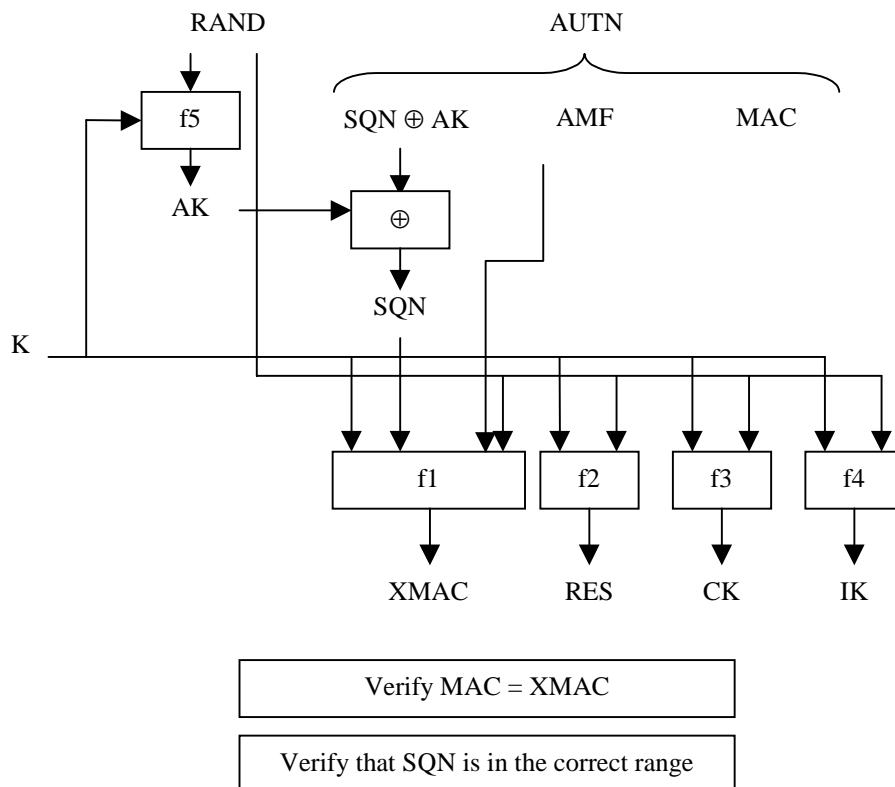 RAND AUTN
f5 SQN ⊕ AK AMF MAC
AK ⊕
SQN
K
f1 f2 f3 f4
XMAC RES CK IK
Verify MAC = XMAC
Verify that SQN is in the correct range